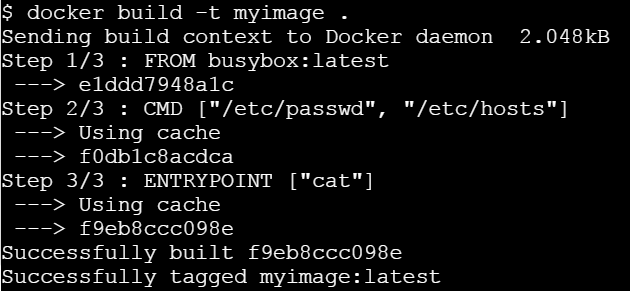 $ docker build -t myimage .
Sending build context to Docker daemon  2.048kB
Step 1/3 : FROM busybox:latest
 ---> e1ddd7948a1c
Step 2/3 : CMD ["/etc/passwd", "/etc/hosts"]
 ---> Using cache
 ---> f0db1c8acdca
Step 3/3 : ENTRYPOINT ["cat"]
 ---> Using cache
 ---> f9eb8ccc098e
Successfully built f9eb8ccc098e
Successfully tagged myimage:latest